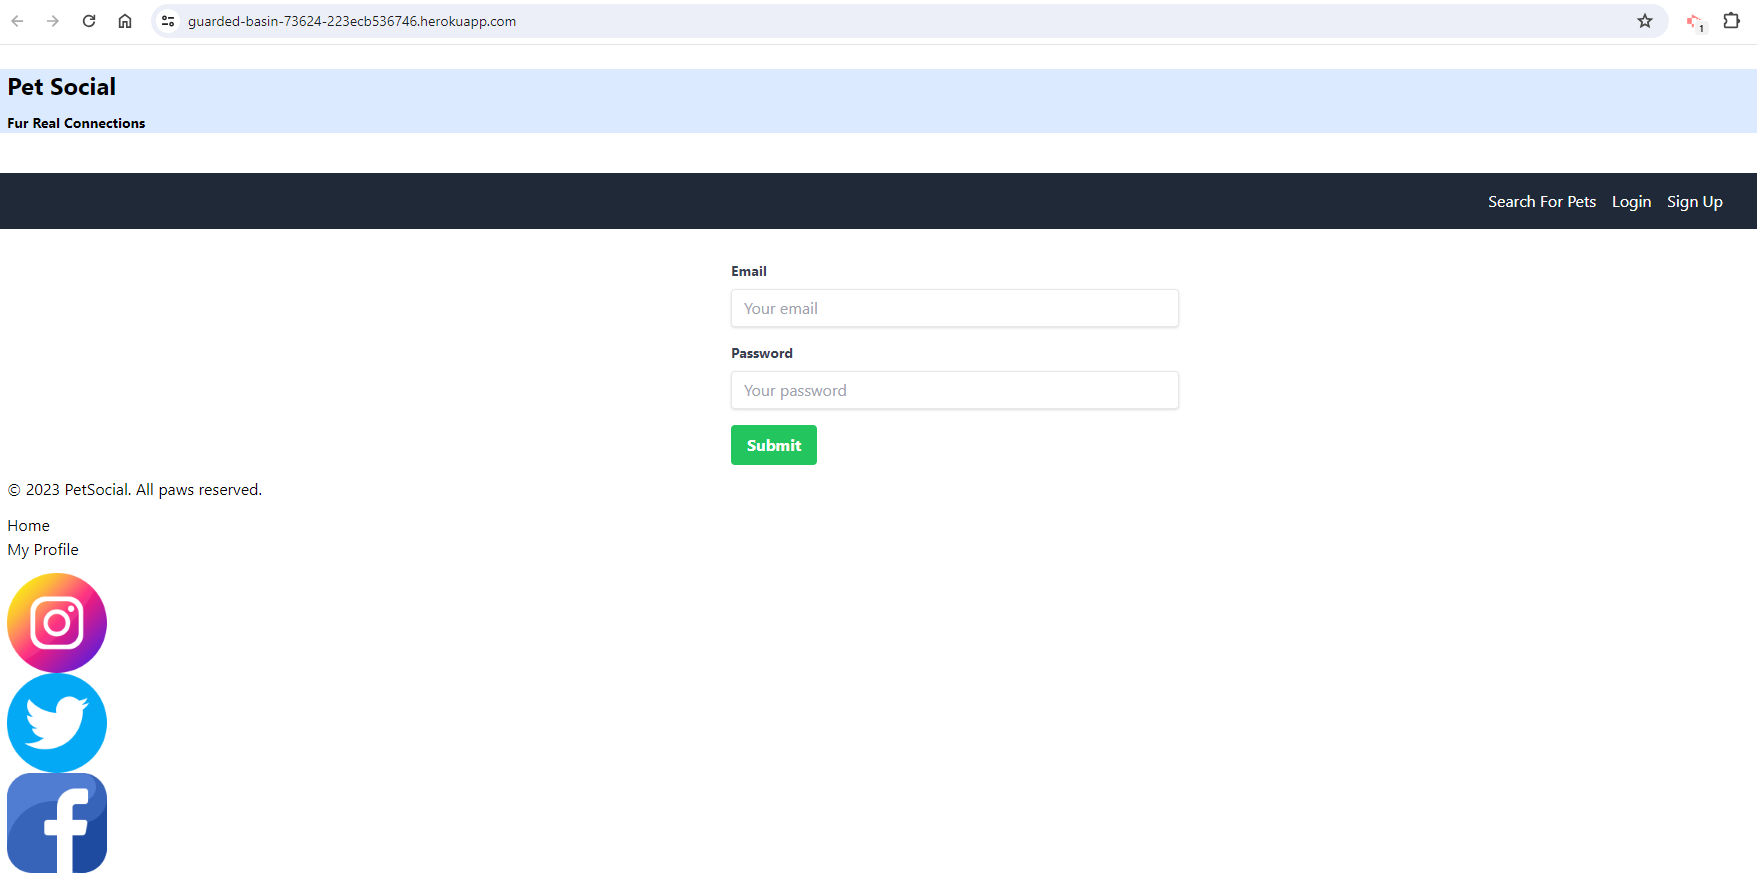 guarded-basin-73624-223ecb536746.herokuapp.com
1
Pet Social
Fur Real Connections
Search For Pets Login Sign Up
Email
Your email
Password
Your password
Submit
© 2023 PetSocial. All paws reserved.
Home
My Profile